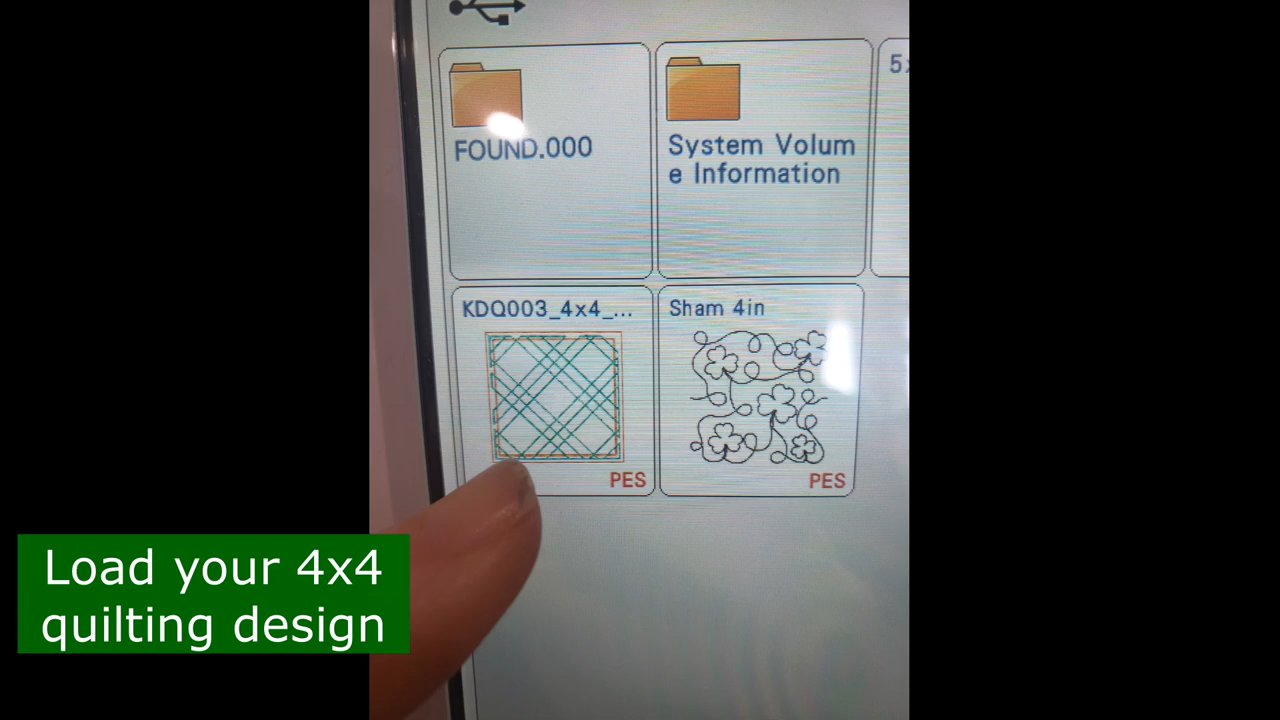 FOUND.000
System Volum
e Information
KDQ003_4x4_...
PES
Sham 4in
PES
Load your 4x4
quilting design